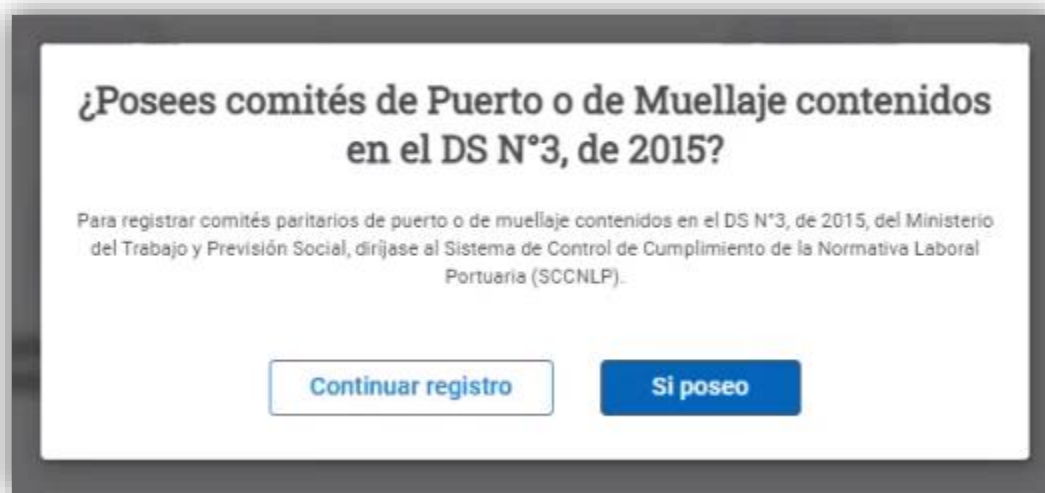 ¿Posees comités de Puerto o de Muellaje contenidos
en el DS N°3, de 2015?
Para registrar comités paritarios de puerto o de muellaje contenidos en el DS N°3, de 2015, del Ministerio
del Trabajo y Previsión Social, diríjase al Sistema de Control de Cumplimiento de la Normativa Laboral
Portuaria (SCCNLP).
Continuar registro
Si poseo